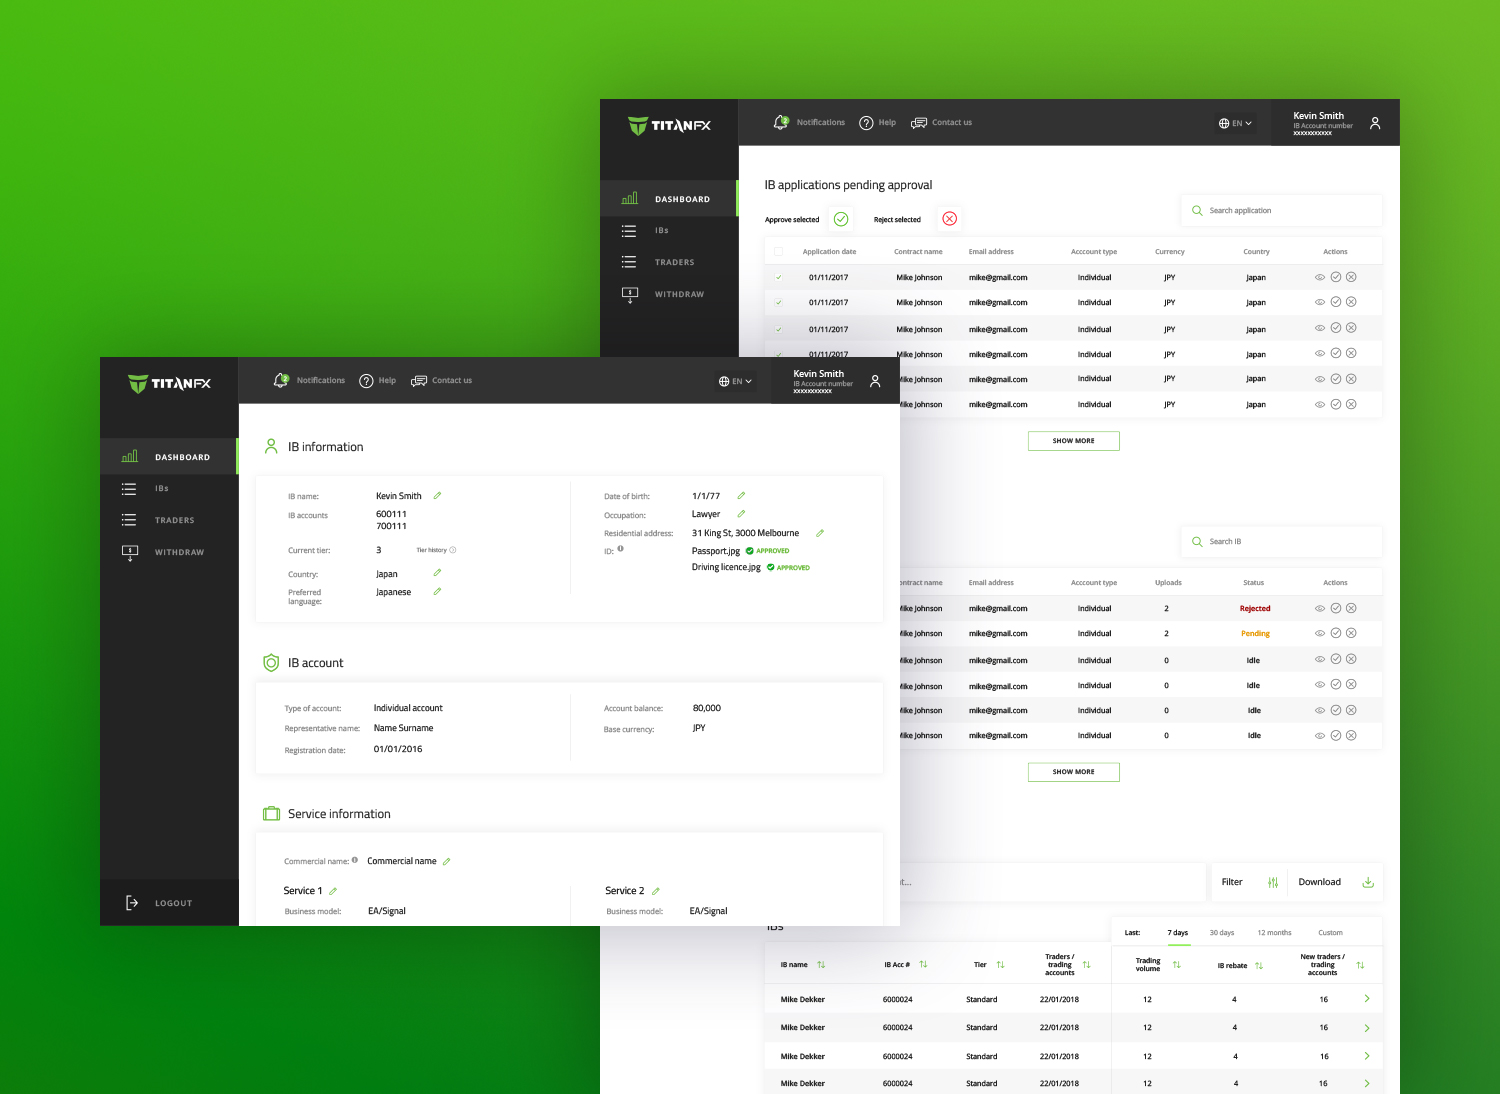 TITANFX
Notifications 2
Help
Contact us
EN
Kevin Smith
IB Account number
xxxxxxxxxxx
DASHBOARD
IBs
TRADERS
WITHDRAW
IB applications pending approval
Approve selected
Reject selected
Search application
Application date Contract name Email address Acccount type Currency Country Actions
01/11/2017 Mike Johnson mike@gmail.com Individual JPY Japan
01/11/2017 Mike Johnson mike@gmail.com Individual JPY Japan
01/11/2017 Mike Johnson mike@gmail.com Individual JPY Japan
01/11/2017 Mike Johnson mike@gmail.com Individual JPY Japan
Mike Johnson mike@gmail.com Individual JPY Japan
Mike Johnson mike@gmail.com Individual JPY Japan
SHOW MORE
Search IB
ontract name Email address Acccount type Uploads Status Actions
Mike Johnson mike@gmail.com Individual 2 Rejected
Mike Johnson mike@gmail.com Individual 2 Pending
Mike Johnson mike@gmail.com Individual 0 Idle
Mike Johnson mike@gmail.com Individual 0 Idle
Mike Johnson mike@gmail.com Individual 0 Idle
Mike Johnson mike@gmail.com Individual 0 Idle
SHOW MORE
Filter
Download
IBs
Last: 7 days 30 days 12 months Custom
IB name IB Acc # Tier Traders / trading accounts Trading volume IB rebate New traders / trading accounts
Mike Dekker 6000024 Standard 22/01/2018 12 4 16
Mike Dekker 6000024 Standard 22/01/2018 12 4 16
Mike Dekker 6000024 Standard 22/01/2018 12 4 16
Mike Dekker 6000024 Standard 22/01/2018 12 4 16
TITANFX
Notifications 2
Help
Contact us
EN
Kevin Smith
IB Account number
xxxxxxxxxxx
DASHBOARD
IBs
TRADERS
WITHDRAW
LOGOUT
IB information
IB name: Kevin Smith
IB accounts 600111
700111
Current tier: 3 Tier history
Country: Japan
Preferred language: Japanese
Date of birth: 1/1/77
Occupation: Lawyer
Residential address: 31 King St, 3000 Melbourne
ID: Passport.jpg APPROVED
Driving licence.jpg APPROVED
IB account
Type of account: Individual account
Representative name: Name Surname
Registration date: 01/01/2016
Account balance: 80,000
Base currency: JPY
Service information
Commercial name: Commercial name
Service 1
Business model: EA/Signal
Service 2
Business model: EA/Signal